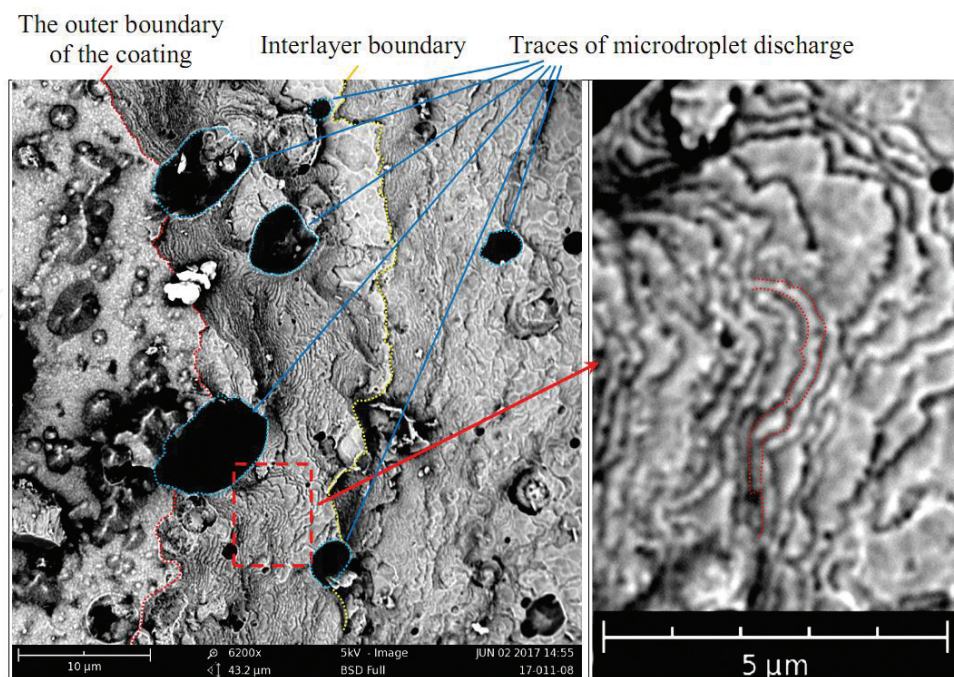 The outer boundary
of the coating
Interlayer boundary
Traces of microdroplet discharge
10 µm
6200x
43.2 µm
5kV - Image
BSD Full
JUN 02 2017 14:55
17-011-08
5 µm